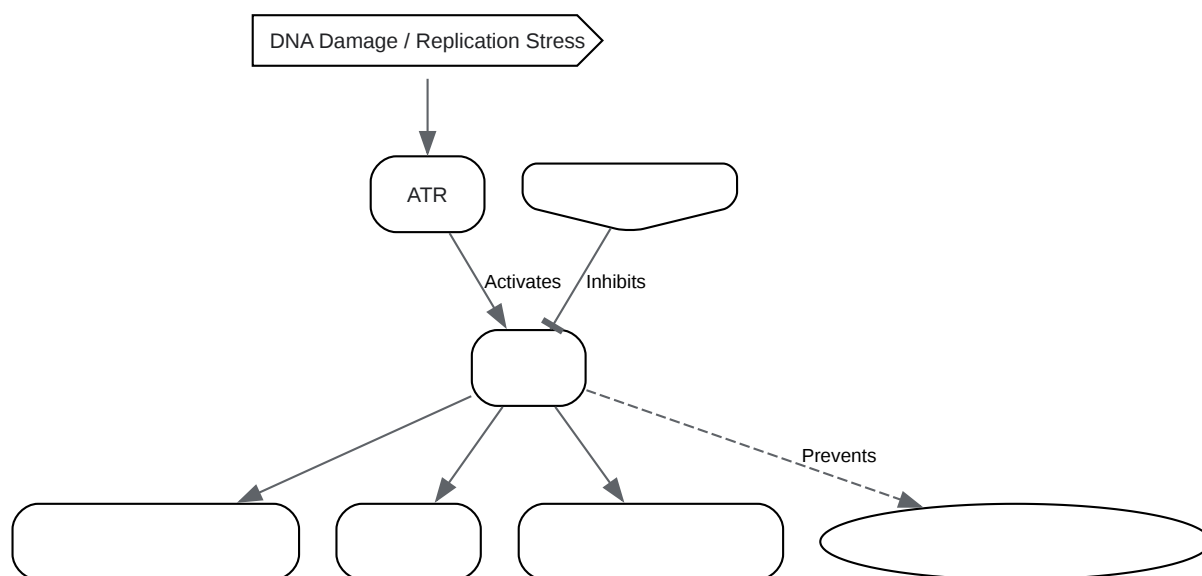 DNA Damage / Replication Stress
ATR
Activates
Inhibits
Prevents